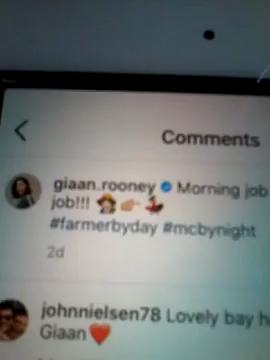 Comments
giaan.rooney Morning job
job!!! 👩‍🌾👉🏼💃
#farmerbyday #mcbynight
2d
johnnielsen78 Lovely bay h
Giaan❤️